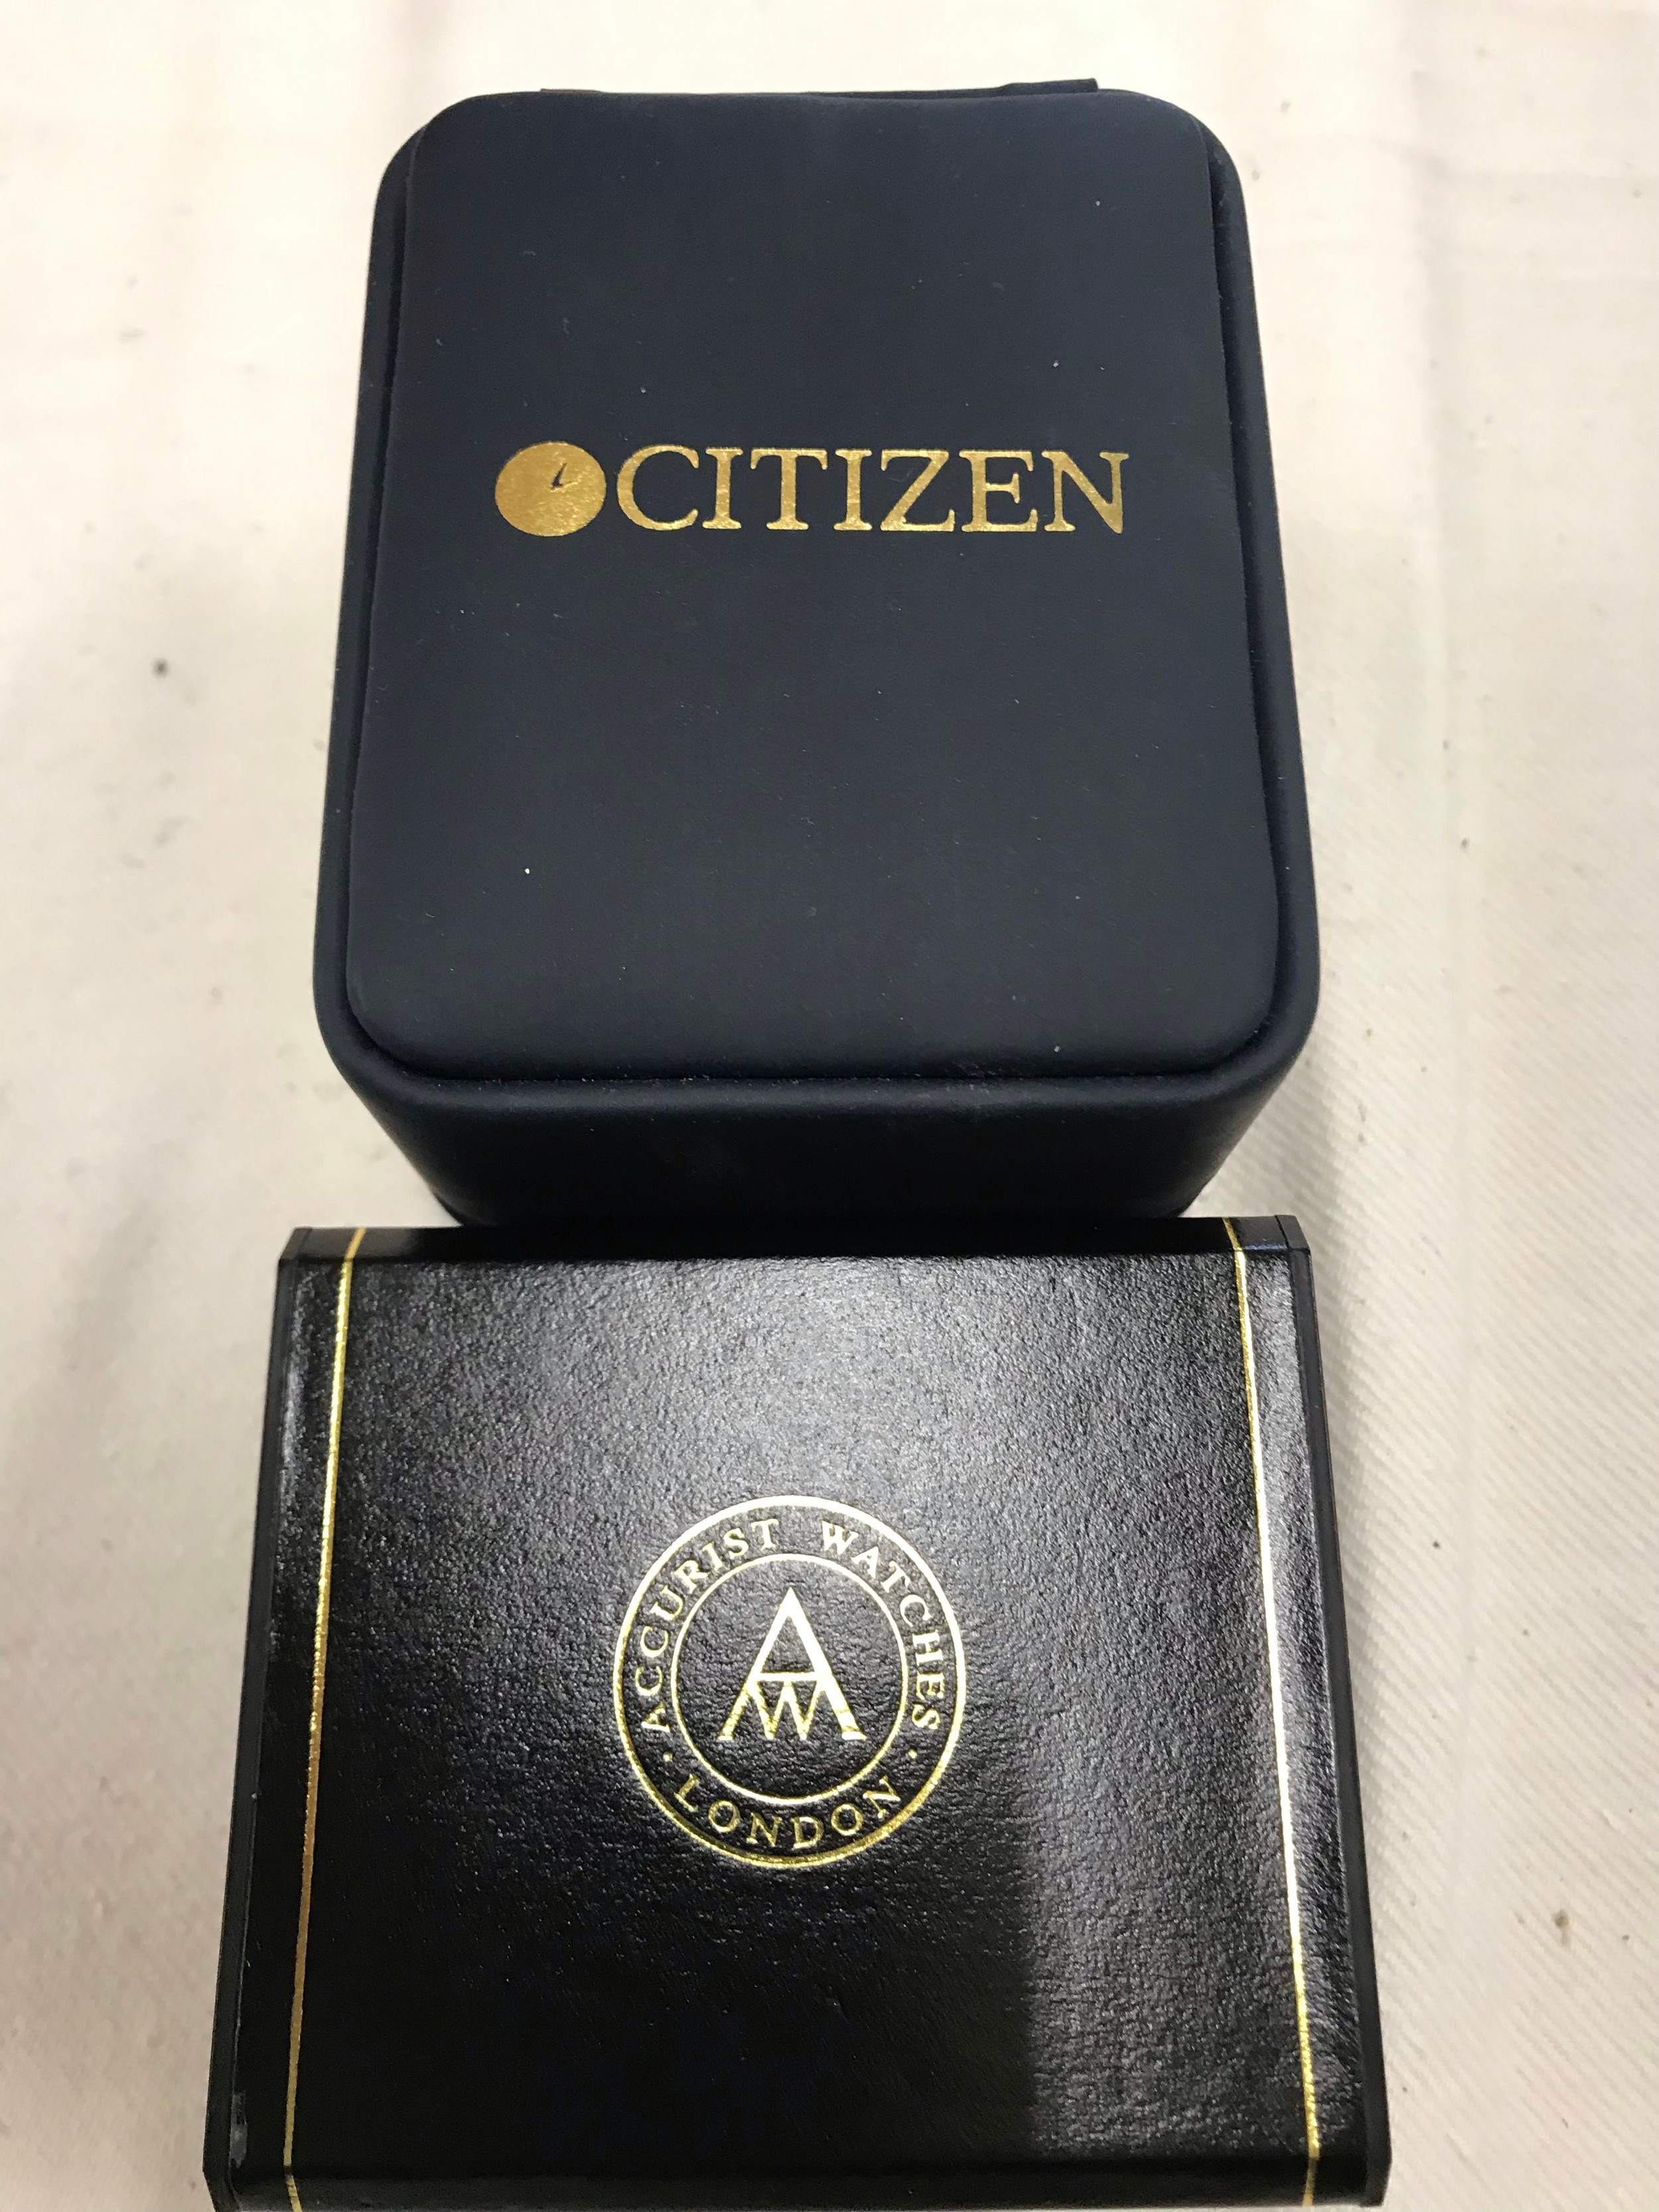 CITIZEN
ACCURIST WATCHES
AW
· LONDON ·